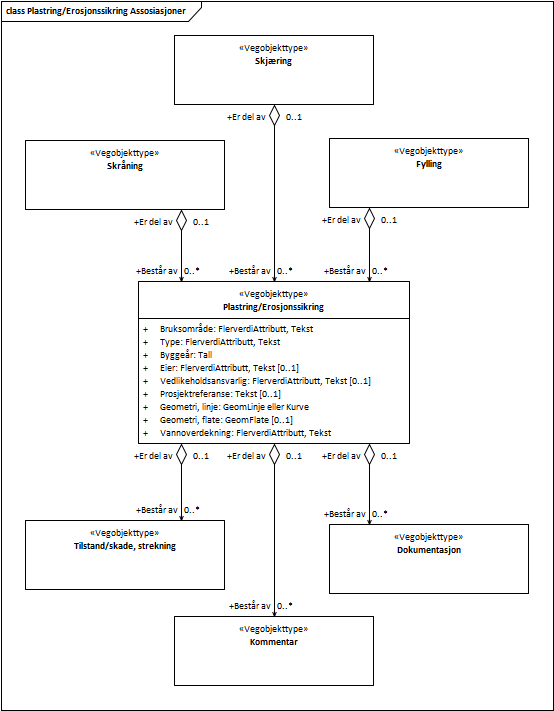 class Plastring/Erosjonssikring Assosiasjoner
«Vegobjekttype»
Skjæring
+Er del av 0..1
«Vegobjekttype»
Skråning
«Vegobjekttype»
Fylling
+Er del av 0..1
+Er del av 0..1
+Består av 0..*
+Består av 0..*
+Består av 0..*
«Vegobjekttype»
Plastring/Erosjonssikring
+ Bruksområde: FlerverdiAttributt, Tekst
+ Type: FlerverdiAttributt, Tekst
+ Byggeår: Tall
+ Eier: FlerverdiAttributt, Tekst [0..1]
+ Vedlikeholdsansvarlig: FlerverdiAttributt, Tekst [0..1]
+ Prosjektreferanse: Tekst [0..1]
+ Geometri, linje: GeomLinje eller Kurve
+ Geometri, flate: GeomFlate [0..1]
+ Vannoverdekning: FlerverdiAttributt, Tekst
+Er del av 0..1
+Er del av 0..1
+Er del av 0..1
+Består av 0..*
+Består av 0..*
«Vegobjekttype»
Tilstand/skade, strekning
«Vegobjekttype»
Dokumentasjon
+Består av 0..*
«Vegobjekttype»
Kommentar